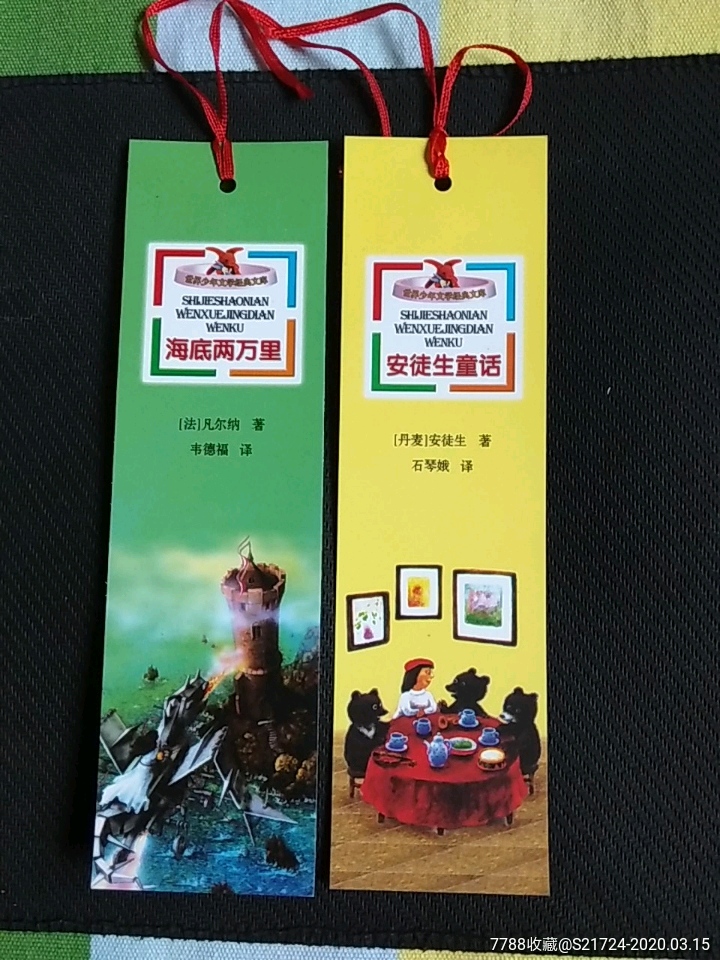 世界少年文学经典文库
SHIJIESHAONIAN
WENXUEJINGDIAN
WENKU
海底两万里
[法]凡尔纳 著
韦德福 译
世界少年文学经典文库
SHIJIESHAONIAN
WENXUEJINGDIAN
WENKU
安徒生童话
[丹麦]安徒生 著
石琴娥 译
7788收藏@S21724-2020.03.15